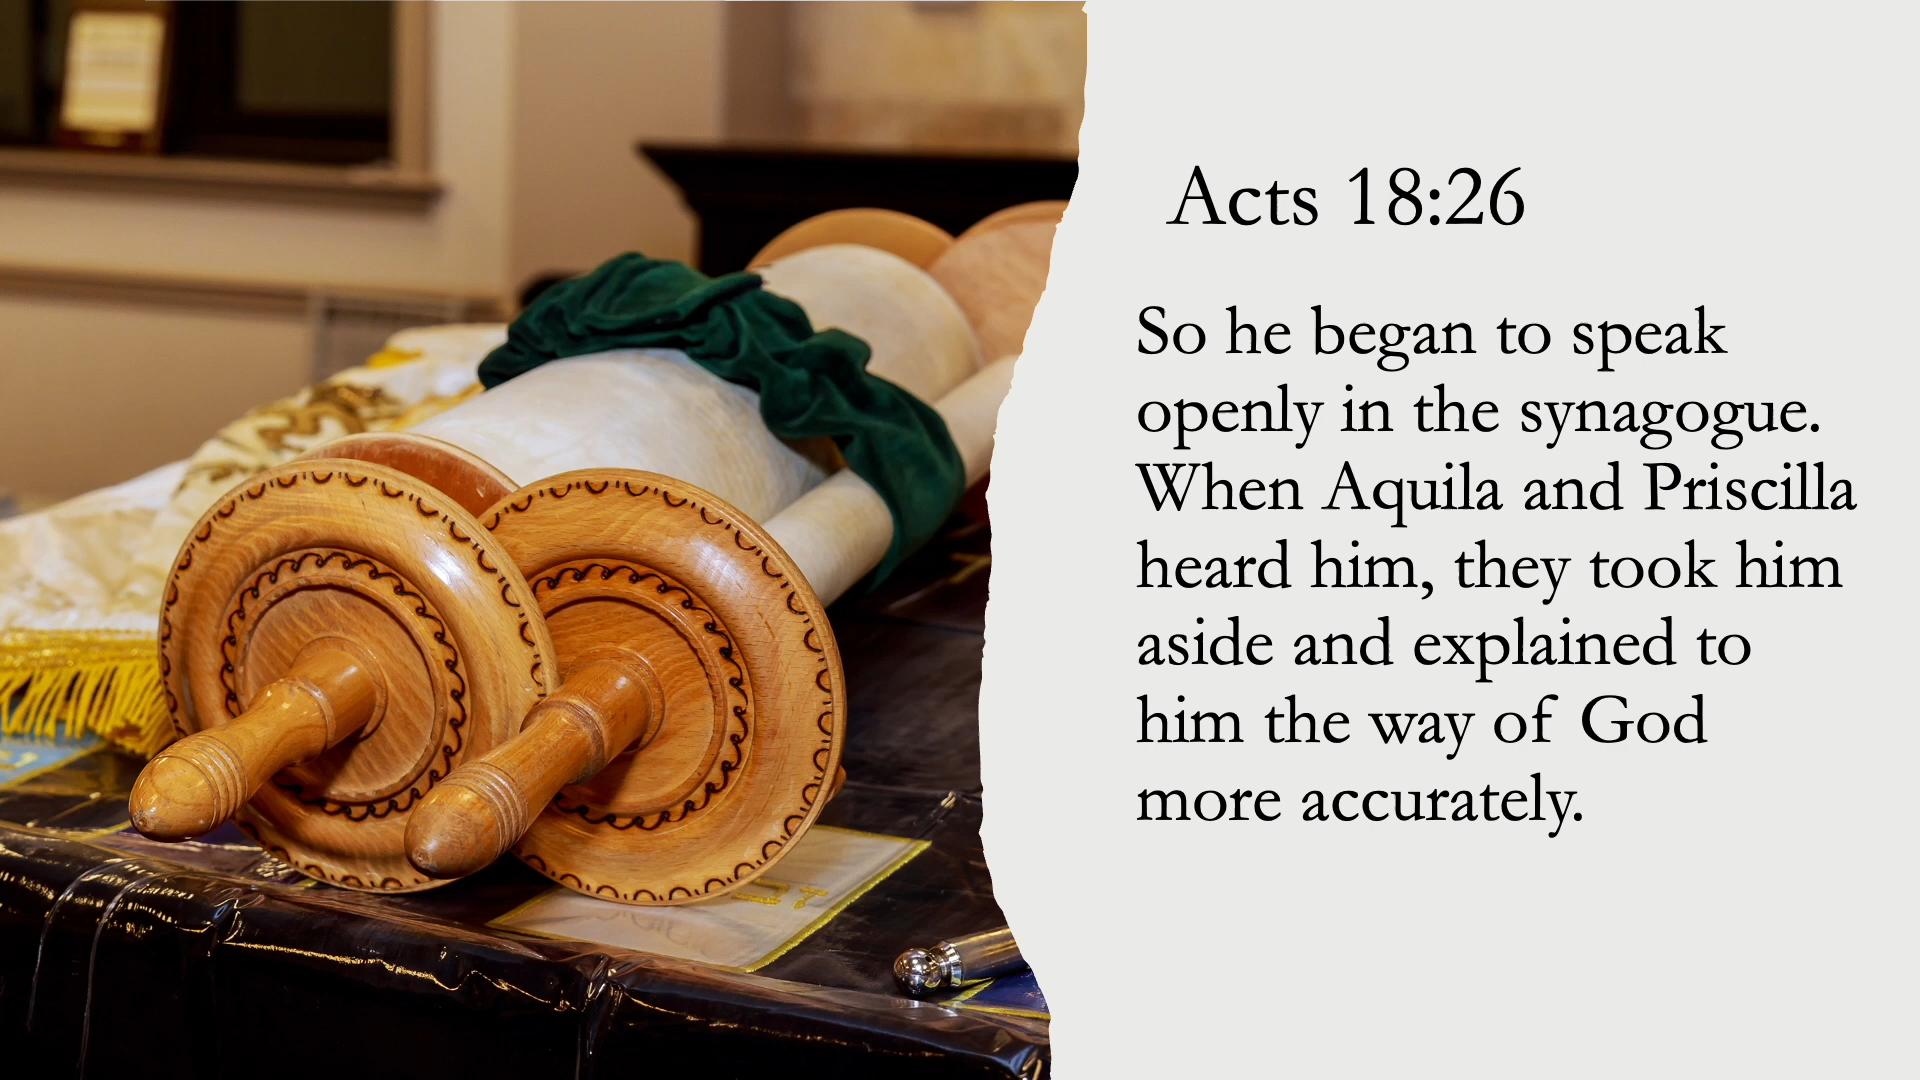 Acts 18:26
So he began to speak
openly in the synagogue.
When Aquila and Priscilla
heard him, they took him
aside and explained to
him the way of God
more accurately.